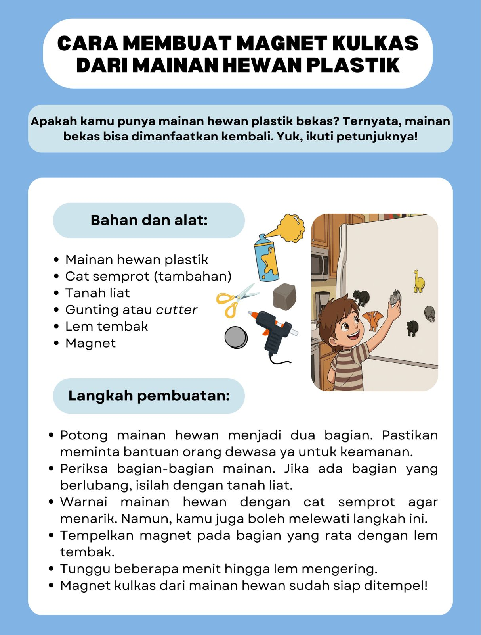 CARA MEMBUAT MAGNET KULKAS
DARI MAINAN HEWAN PLASTIK
Apakah kamu punya mainan hewan plastik bekas? Ternyata, mainan
bekas bisa dimanfaatkan kembali. Yuk, ikuti petunjuknya!
Bahan dan alat:
• Mainan hewan plastik
• Cat semprot (tambahan)
• Tanah liat
• Gunting atau cutter
• Lem tembak
• Magnet
Langkah pembuatan:
• Potong mainan hewan menjadi dua bagian. Pastikan
meminta bantuan orang dewasa ya untuk keamanan.
• Periksa bagian-bagian mainan. Jika ada bagian yang
berlubang, isilah dengan tanah liat.
• Warnai mainan hewan dengan cat semprot agar
menarik. Namun, kamu juga boleh melewati langkah ini.
• Tempelkan magnet pada bagian yang rata dengan lem
tembak.
• Tunggu beberapa menit hingga lem mengering.
• Magnet kulkas dari mainan hewan sudah siap ditempel!